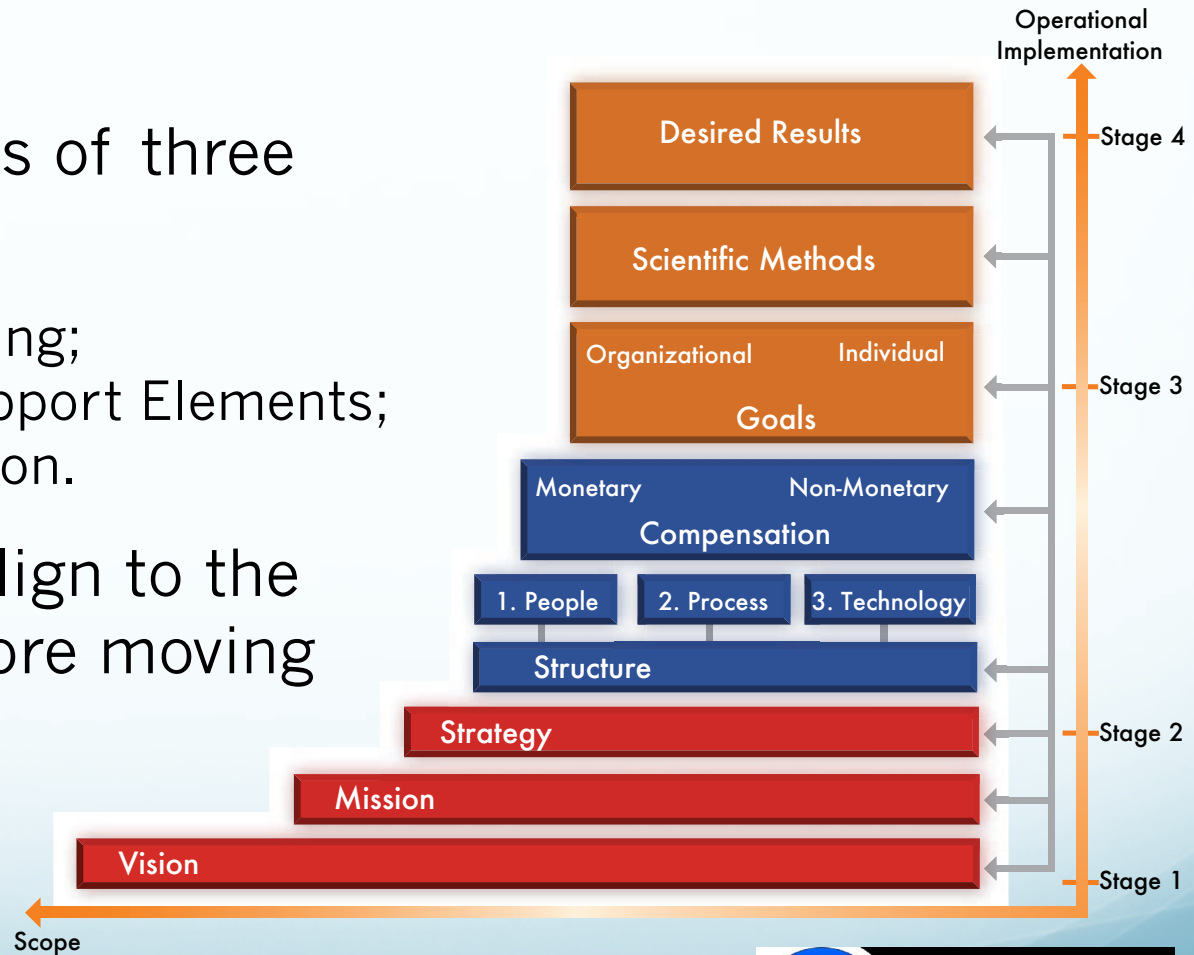 Operational
Implementation
s of three
ng;
pport Elements;
on.
lign to the
ore moving
Desired Results
Stage 4
Scientific Methods
Organizational Individual
Goals
Stage 3
Monetary Non-Monetary
Compensation
1. People 2. Process 3. Technology
Structure
Strategy
Stage 2
Mission
Vision
Stage 1
Scope